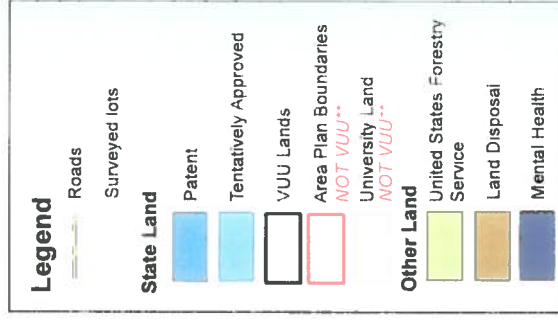 Legend
Roads
Surveyed lots
State Land
Patent
Tentatively Approved
VUU Lands
Area Plan Boundaries
NOT VUU**
University Land
NOT VUU**
Other Land
United States Forestry
Service
Land Disposal
Mental Health